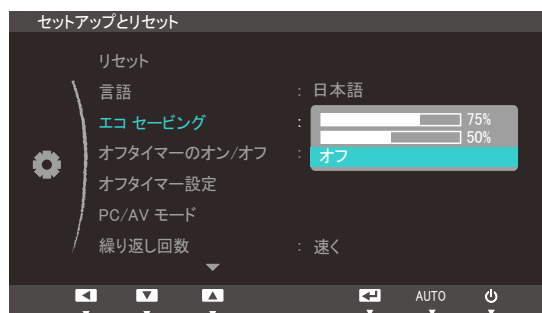 セットアップとリセット
リセット
言語 : 日本語
エコ セービング : 75%
50%
オフタイマーのオン/オフ : オフ
オフタイマー設定
PC/AV モード
繰り返し回数 : 速く
AUTO